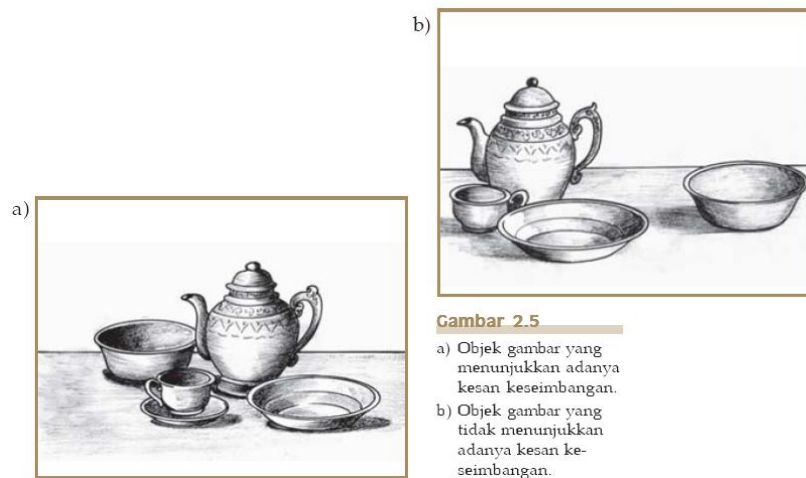 b)
a)
Gambar 2.5
a) Objek gambar yang
menunjukkan adanya
kesan keseimbangan.
b) Objek gambar yang
tidak menunjukkan
adanya kesan ke-
seimbangan.